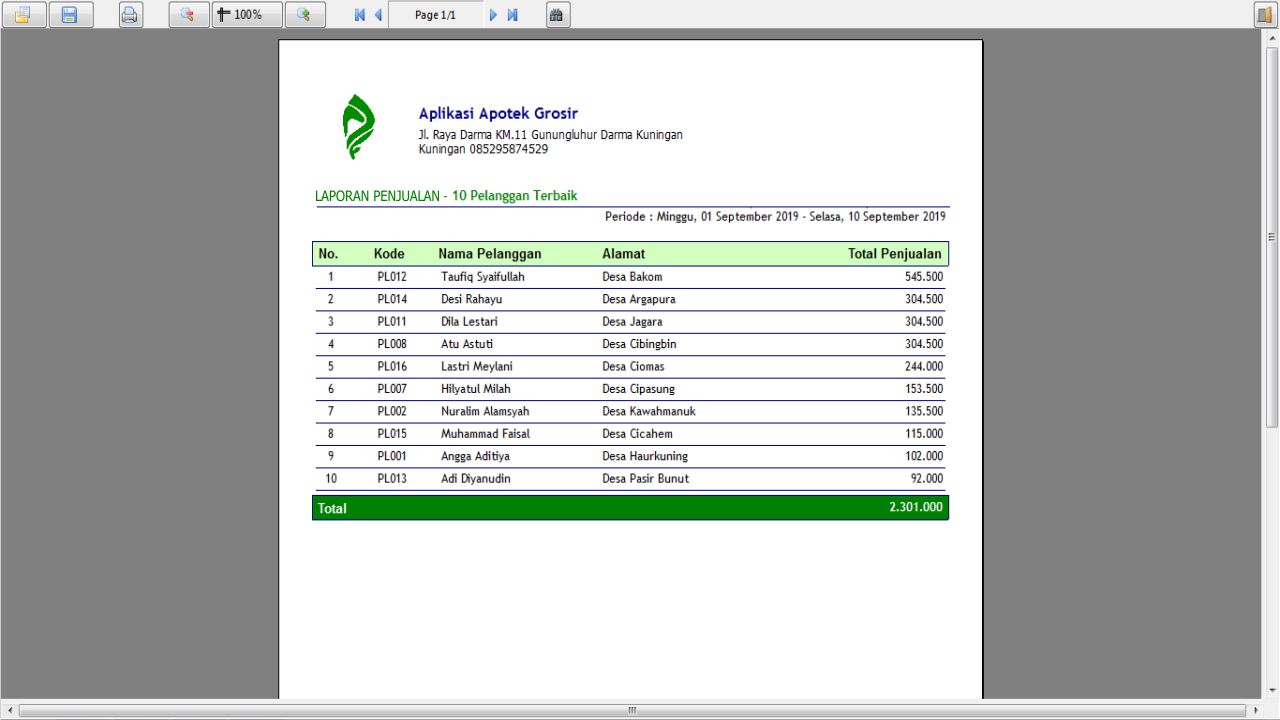 100%
Page 1/1
Aplikasi Apotek Grosir
Jl. Raya Darma KM.11 Gunungluhur Darma Kuningan
Kuningan 085295874529
LAPORAN PENJUALAN - 10 Pelanggan Terbaik
Periode : Minggu, 01 September 2019 - Selasa, 10 September 2019
No. Kode Nama Pelanggan Alamat Total Penjualan
1 PL012 Taufiq Syaifullah Desa Bakom 545.500
2 PL014 Desi Rahayu Desa Argapura 304.500
3 PL011 Dila Lestari Desa Jagara 304.500
4 PL008 Atu Astuti Desa Cibingbin 304.500
5 PL016 Lastri Meylani Desa Ciomas 244.000
6 PL007 Hilyatul Milah Desa Cipasung 153.500
7 PL002 Nuralim Alamsyah Desa Kawahmanuk 135.500
8 PL015 Muhammad Faisal Desa Cicahem 115.000
9 PL001 Angga Aditiya Desa Haurkuning 102.000
10 PL013 Adi Diyanudin Desa Pasir Bunut 92.000
Total 2.301.000